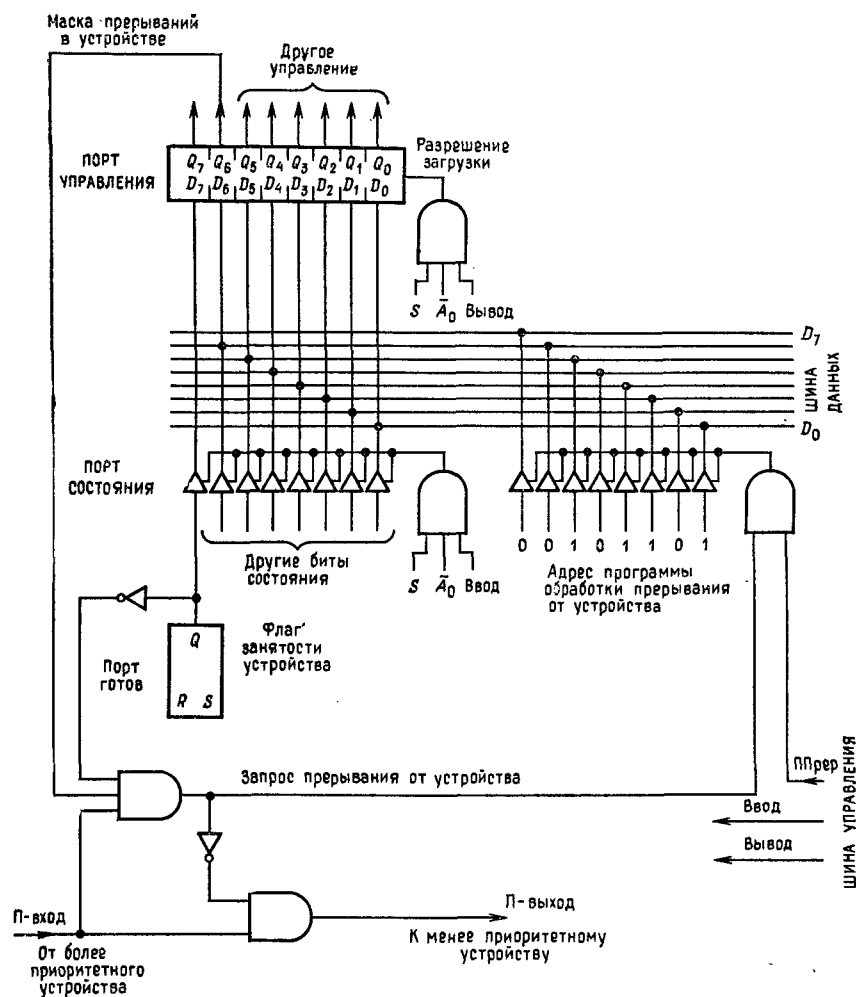 Маска прерываний
в устройстве
Другое
управление
ПОРТ
УПРАВЛЕНИЯ
Q7 Q6 Q5 Q4 Q3 Q2 Q1 Q0
D7 D6 D5 D4 D3 D2 D1 D0
Разрешение
загрузки
S Ā0 Вывод
D7
ШИНА
ДАННЫХ
D0
ПОРТ
СОСТОЯНИЯ
Другие биты
состояния
S Ā0 Ввод
0 0 1 0 1 1 0 1
Адрес программы
обработки прерывания
от устройства
Q
R S
Флаг
занятости
устройства
Порт
готов
Запрос прерывания от устройства
ППрер
Ввод
Вывод
ШИНА УПРАВЛЕНИЯ
П-вход
От более
приоритетного
устройства
П-выход
К менее приоритетному
устройству